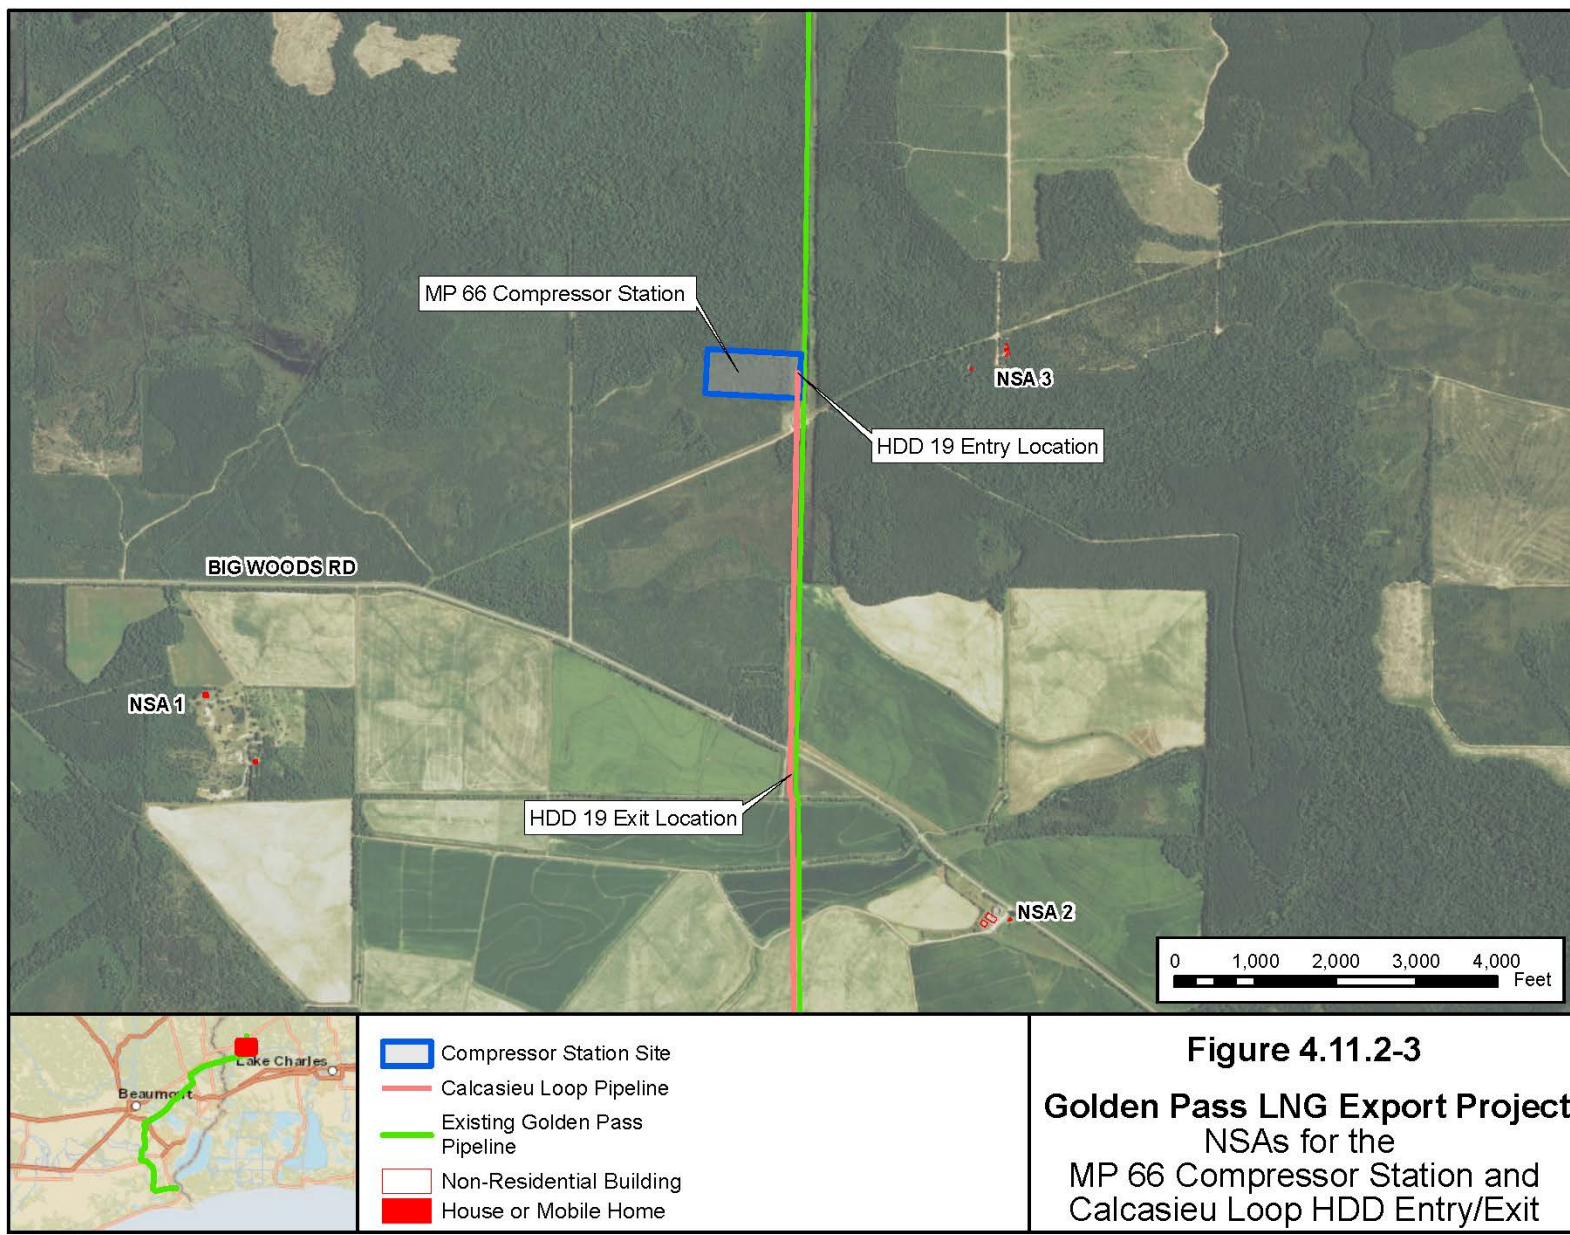 MP 66 Compressor Station
NSA 3
HDD 19 Entry Location
BIG WOODS RD
NSA 1
HDD 19 Exit Location
NSA 2
0 1,000 2,000 3,000 4,000
Feet
Lake Charles
Beaumont
Compressor Station Site
Calcasieu Loop Pipeline
Existing Golden Pass
Pipeline
Non-Residential Building
House or Mobile Home
Figure 4.11.2-3
Golden Pass LNG Export Project
NSAs for the
MP 66 Compressor Station and
Calcasieu Loop HDD Entry/Exit